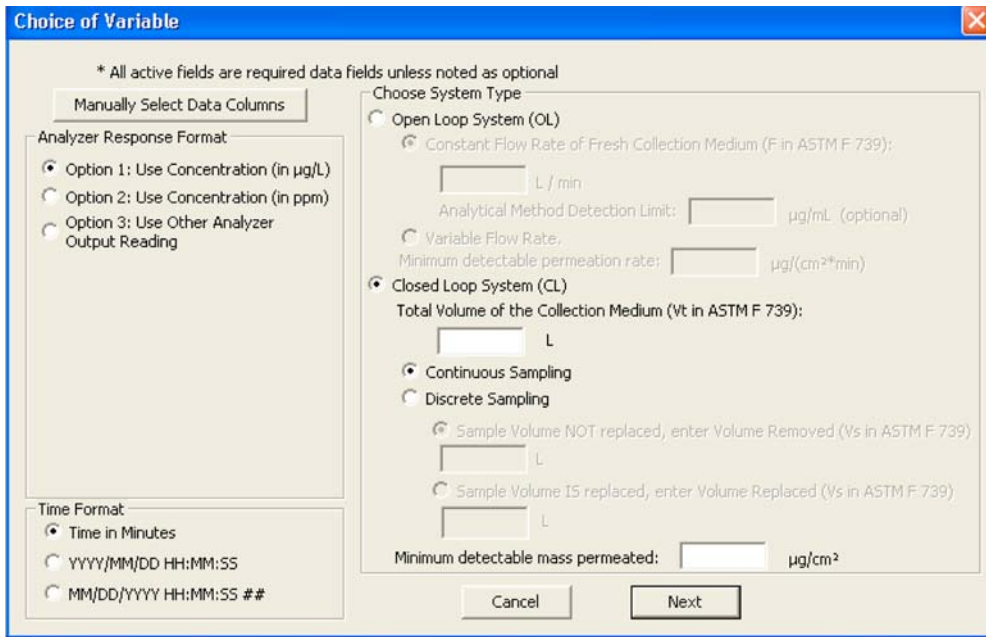 Choice of Variable
* All active fields are required data fields unless noted as optional
Manually Select Data Columns
Analyzer Response Format
Option 1: Use Concentration (in µg/L)
Option 2: Use Concentration (in ppm)
Option 3: Use Other Analyzer
Output Reading
Time Format
Time in Minutes
YYYY/MM/DD HH:MM:SS
MM/DD/YYYY HH:MM:SS ##
Choose System Type
Open Loop System (OL)
Constant Flow Rate of Fresh Collection Medium (F in ASTM F 739):
L / min
Analytical Method Detection Limit: µg/mL (optional)
Variable Flow Rate.
Minimum detectable permeation rate: µg/(cm²*min)
Closed Loop System (CL)
Total Volume of the Collection Medium (Vt in ASTM F 739):
L
Continuous Sampling
Discrete Sampling
Sample Volume NOT replaced, enter Volume Removed (Vs in ASTM F 739)
L
Sample Volume IS replaced, enter Volume Replaced (Vs in ASTM F 739)
L
Minimum detectable mass permeated: µg/cm²
Cancel Next